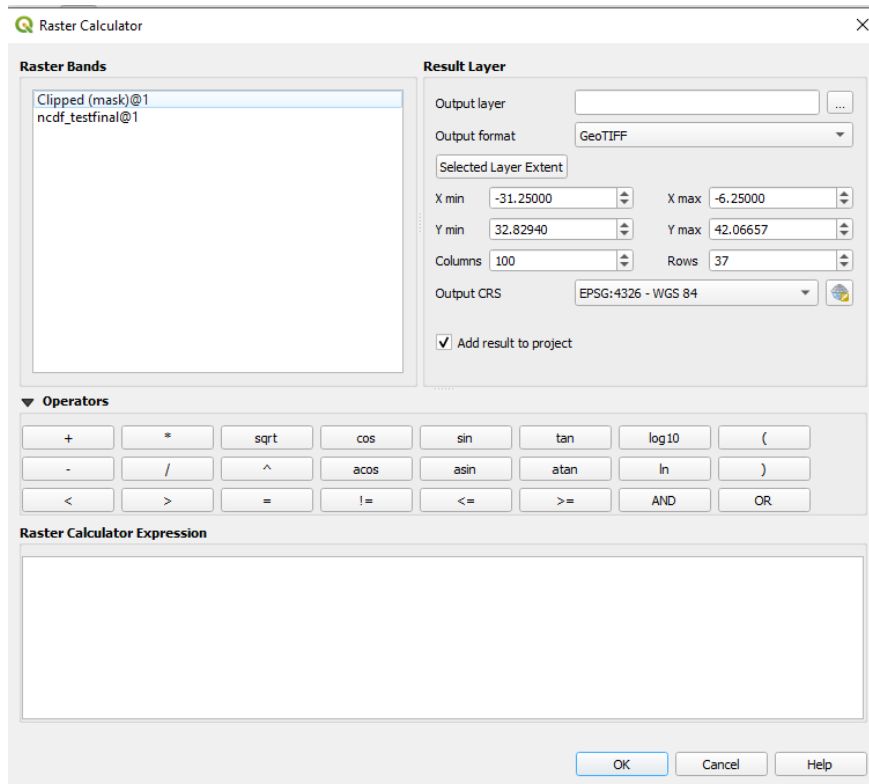 Raster Calculator
Raster Bands
Clipped (mask)@1
ncdf_testfinal@1
Result Layer
Output layer ...
Output format GeoTIFF
Selected Layer Extent
X min -31.25000 X max -6.25000
Y min 32.82940 Y max 42.06657
Columns 100 Rows 37
Output CRS EPSG:4326 - WGS 84
Add result to project
Operators
+ * sqrt cos sin tan log10 (
- / ^ acos asin atan ln )
< > = != <= >= AND OR
Raster Calculator Expression
OK Cancel Help